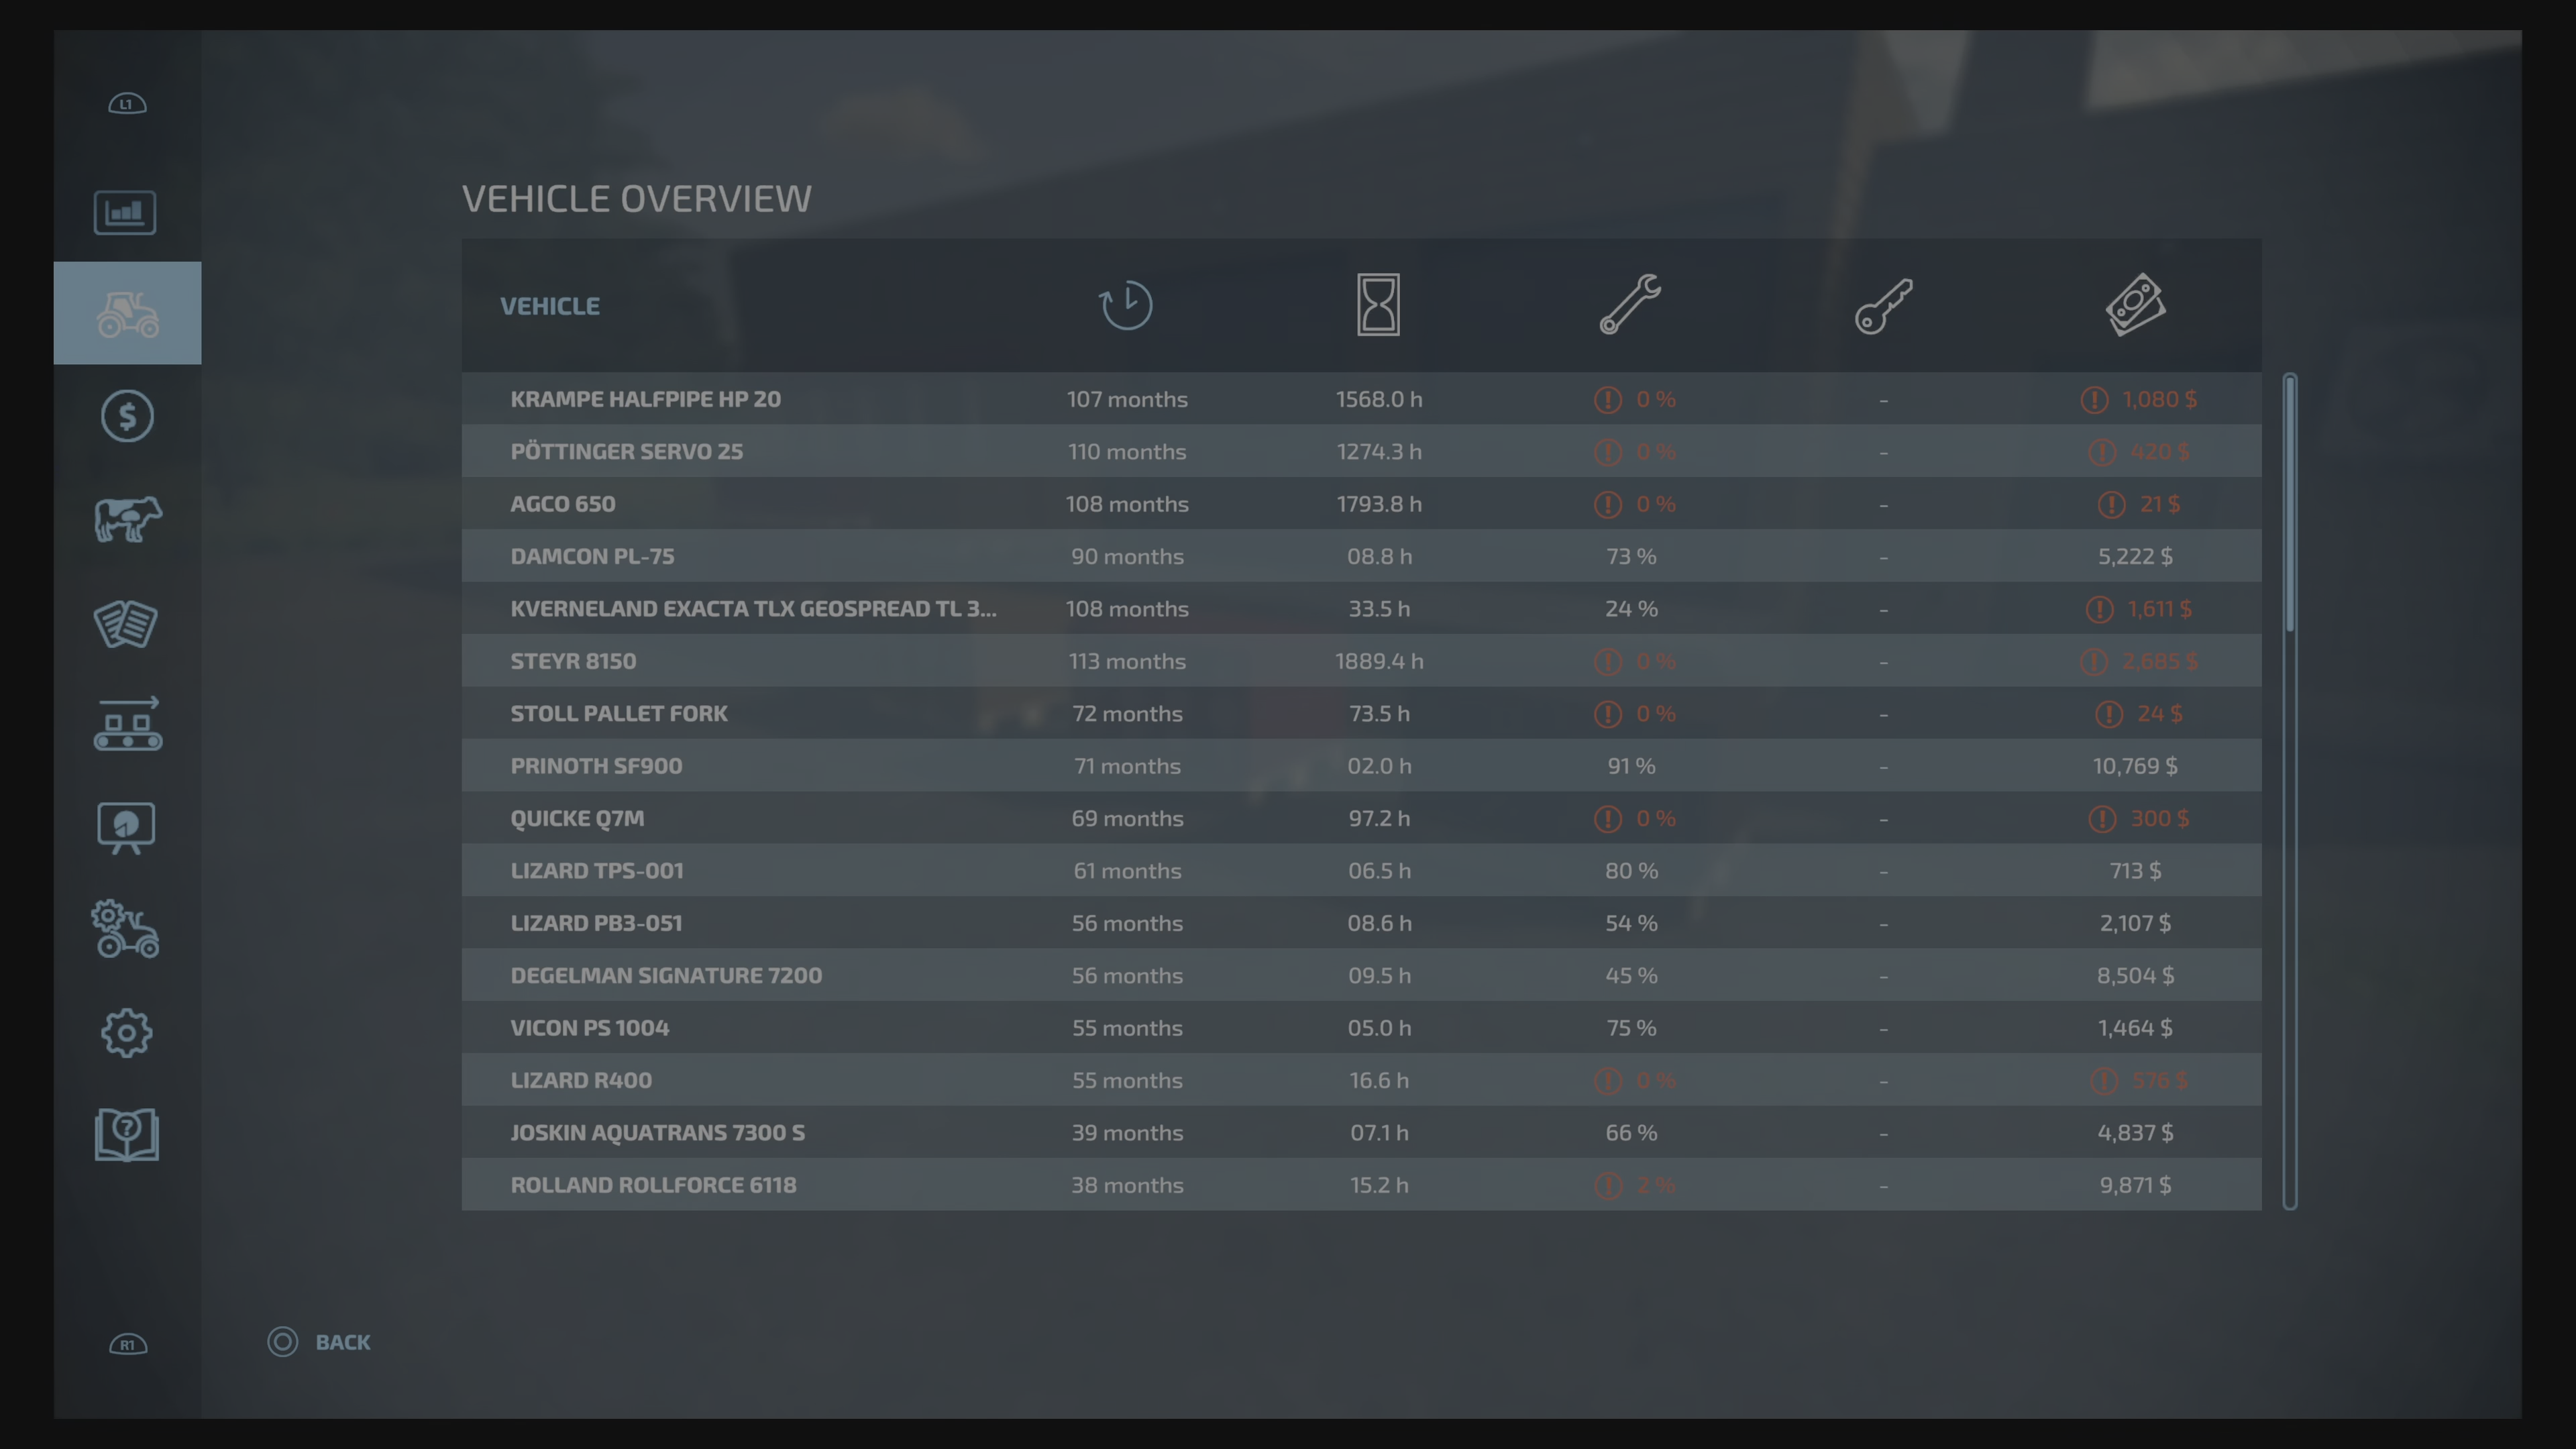 L1
VEHICLE OVERVIEW
VEHICLE
KRAMPE HALFPIPE HP 20 107 months 1568.0 h 0 % - 1,080 $
PÖTTINGER SERVO 25 110 months 1274.3 h 0 % - 420 $
AGCO 650 108 months 1793.8 h 0 % - 21 $
DAMCON PL-75 90 months 08.8 h 73 % - 5,222 $
KVERNELAND EXACTA TLX GEOSPREAD TL 3... 108 months 33.5 h 24 % - 1,611 $
STEYR 8150 113 months 1889.4 h 0 % - 2,685 $
STOLL PALLET FORK 72 months 73.5 h 0 % - 24 $
PRINOTH SF900 71 months 02.0 h 91 % - 10,769 $
QUICKE Q7M 69 months 97.2 h 0 % - 300 $
LIZARD TPS-001 61 months 06.5 h 80 % - 713 $
LIZARD PB3-051 56 months 08.6 h 54 % - 2,107 $
DEGELMAN SIGNATURE 7200 56 months 09.5 h 45 % - 8,504 $
VICON PS 1004 55 months 05.0 h 75 % - 1,464 $
LIZARD R400 55 months 16.6 h 0 % - 576 $
JOSKIN AQUATRANS 7300 S 39 months 07.1 h 66 % - 4,837 $
ROLLAND ROLLFORCE 6118 38 months 15.2 h 2 % - 9,871 $
R1
BACK